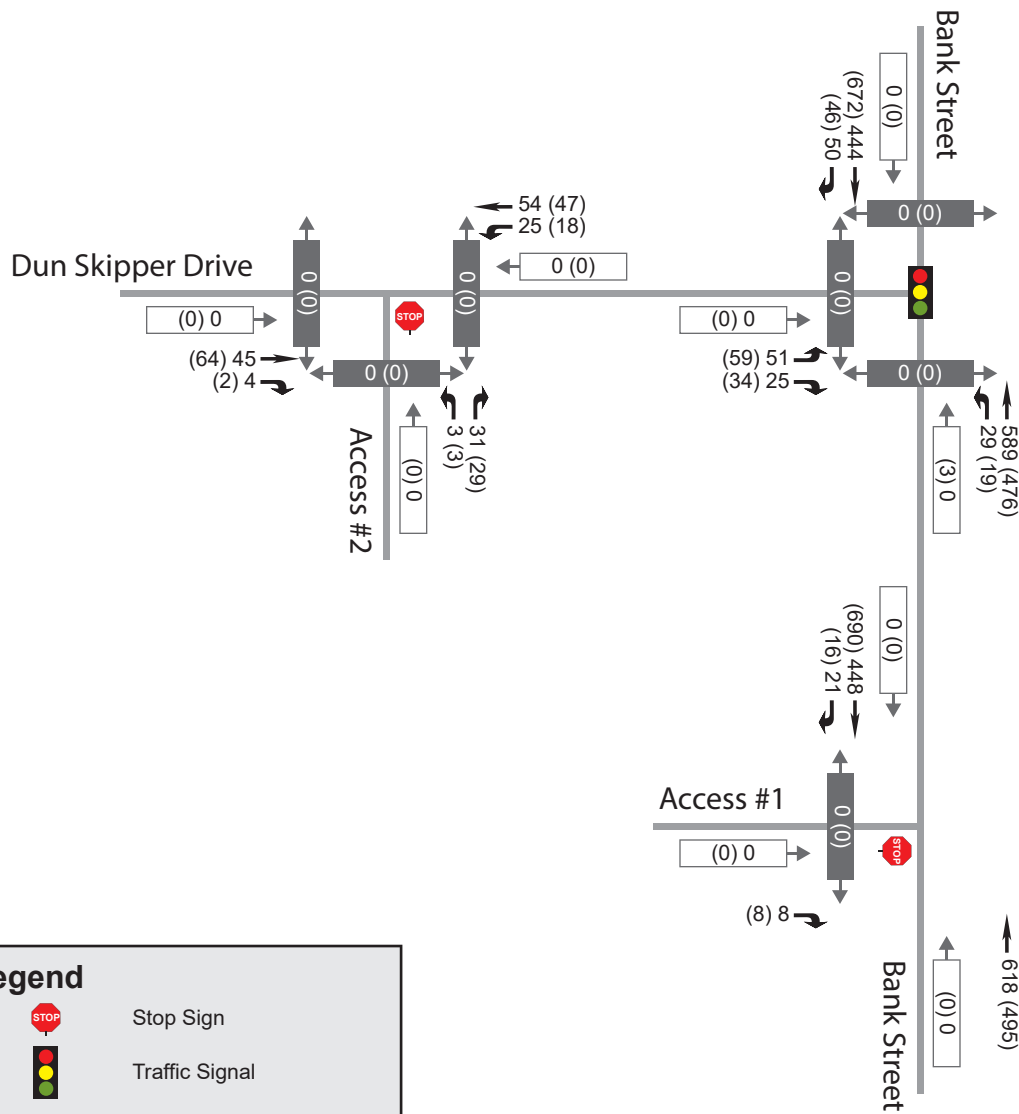 Bank Street
(672) 444
(46) 50
0 (0)
0 (0)
54 (47)
25 (18)
0 (0)
Dun Skipper Drive
0 (0)
0 (0)
0 (0)
(0) 0
STOP
(0) 0
(64) 45
(2) 4
0 (0)
(59) 51
(34) 25
0 (0)
Access #2
(0) 0
3 (3)
31 (29)
(3) 0
29 (19)
589 (476)
(690) 448
(16) 21
0 (0)
Access #1
0 (0)
(0) 0
STOP
(8) 8
Bank Street
(0) 0
618 (495)
egend
STOP
Stop Sign
Traffic Signal